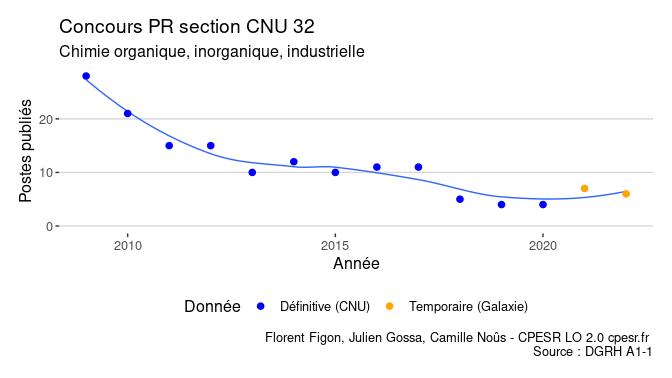 Concours PR section CNU 32
Chimie organique, inorganique, industrielle
Postes publiés
20
10
0
2010 2015 2020
Année
Donnée Définitive (CNU) Temporaire (Galaxie)
Florent Figon, Julien Gossa, Camille Noûs - CPESR LO 2.0 cpesr.fr
Source : DGRH A1-1